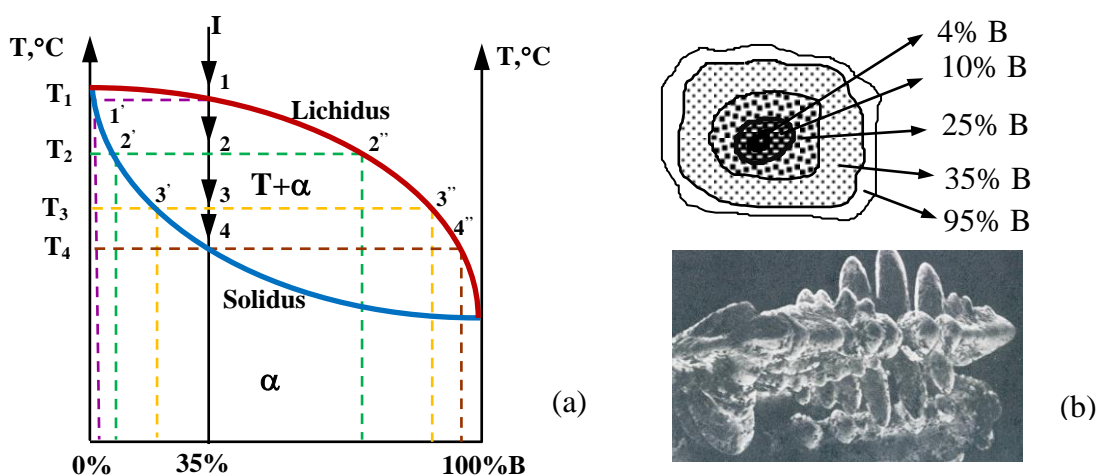 I
T,°C
T,°C
T₁
1
1'
Lichidus
T₂
2'
2
2"
T+α
T₃
3'
3
3"
T₄
4
4"
Solidus
α
(a)
0%
35%
100%B
4% B
10% B
25% B
35% B
95% B
(b)